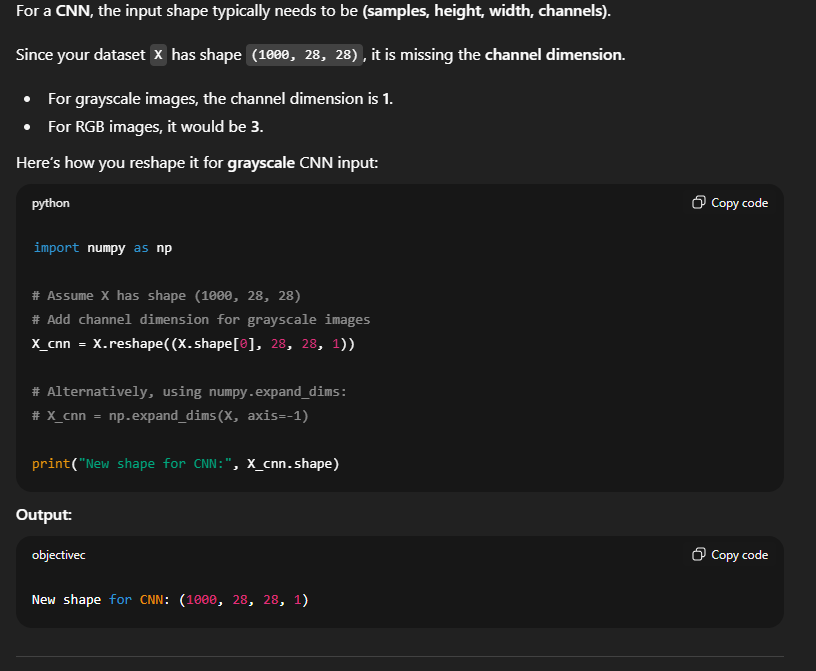 For a CNN, the input shape typically needs to be (samples, height, width, channels).
Since your dataset X has shape (1000, 28, 28), it is missing the channel dimension.
• For grayscale images, the channel dimension is 1.
• For RGB images, it would be 3.
Here's how you reshape it for grayscale CNN input:
python
Copy code
import numpy as np
# Assume X has shape (1000, 28, 28)
# Add channel dimension for grayscale images
X_cnn = X.reshape((X.shape[0], 28, 28, 1))
# Alternatively, using numpy.expand_dims:
# X_cnn = np.expand_dims(X, axis=-1)
print("New shape for CNN:", X_cnn.shape)
Output:
objectivec
Copy code
New shape for CNN: (1000, 28, 28, 1)